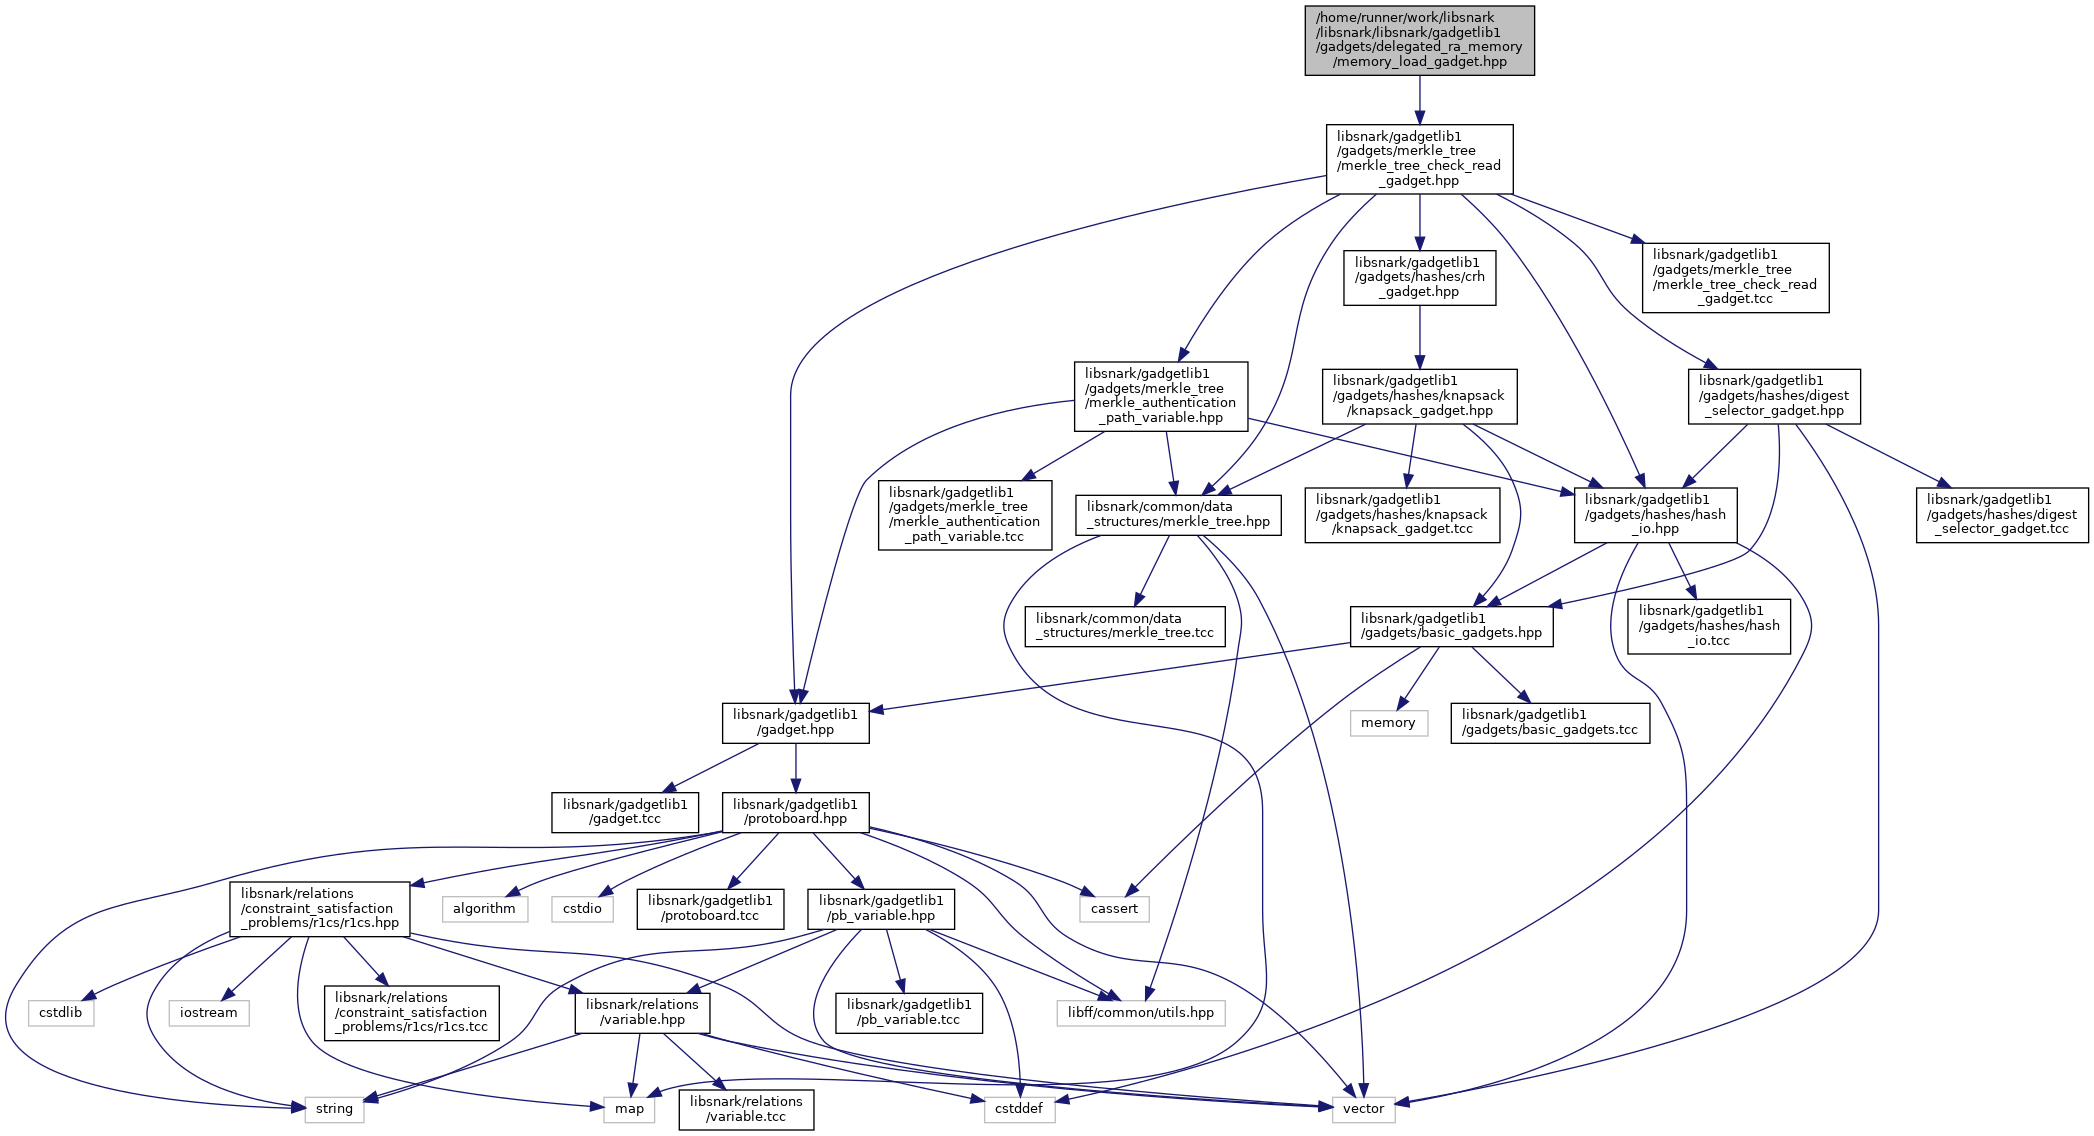 /home/runner/work/libsnark
/libsnark/libsnark/gadgetlib1
/gadgets/delegated_ra_memory
/memory_load_gadget.hpp
libsnark/gadgetlib1
/gadgets/merkle_tree
/merkle_tree_check_read
_gadget.hpp
libsnark/gadgetlib1
/gadgets/hashes/crh
_gadget.hpp
libsnark/gadgetlib1
/gadgets/merkle_tree
/merkle_tree_check_read
_gadget.tcc
libsnark/gadgetlib1
/gadgets/merkle_tree
/merkle_authentication
_path_variable.hpp
libsnark/gadgetlib1
/gadgets/hashes/knapsack
/knapsack_gadget.hpp
libsnark/gadgetlib1
/gadgets/hashes/digest
_selector_gadget.hpp
libsnark/gadgetlib1
/gadgets/merkle_tree
/merkle_authentication
_path_variable.tcc
libsnark/common/data
_structures/merkle_tree.hpp
libsnark/gadgetlib1
/gadgets/hashes/knapsack
/knapsack_gadget.tcc
libsnark/gadgetlib1
/gadgets/hashes/hash
_io.hpp
libsnark/gadgetlib1
/gadgets/hashes/digest
_selector_gadget.tcc
libsnark/common/data
_structures/merkle_tree.tcc
libsnark/gadgetlib1
/gadgets/basic_gadgets.hpp
libsnark/gadgetlib1
/gadgets/hashes/hash
_io.tcc
libsnark/gadgetlib1
/gadget.hpp
memory
libsnark/gadgetlib1
/gadgets/basic_gadgets.tcc
libsnark/gadgetlib1
/gadget.tcc
libsnark/gadgetlib1
/protoboard.hpp
libsnark/relations
/constraint_satisfaction
_problems/r1cs/r1cs.hpp
algorithm
cstdio
libsnark/gadgetlib1
/protoboard.tcc
libsnark/gadgetlib1
/pb_variable.hpp
cassert
cstdlib
iostream
libsnark/relations
/constraint_satisfaction
_problems/r1cs/r1cs.tcc
libsnark/relations
/variable.hpp
libsnark/gadgetlib1
/pb_variable.tcc
libff/common/utils.hpp
string
map
libsnark/relations
/variable.tcc
cstddef
vector